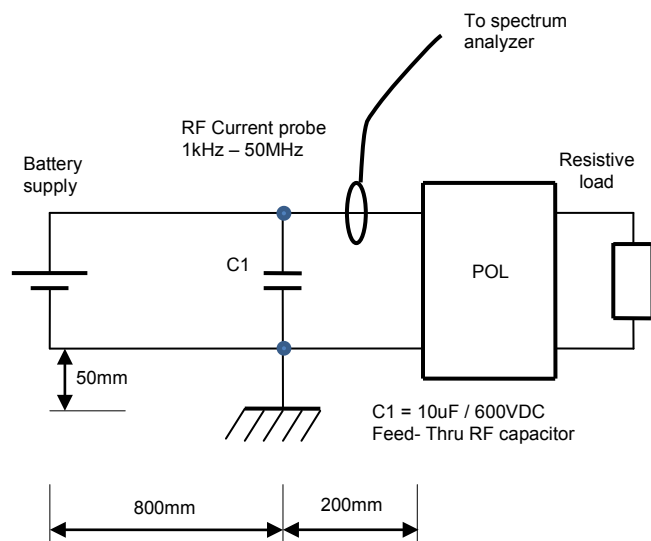 To spectrum
analyzer
RF Current probe
1kHz – 50MHz
Battery
supply
Resistive
load
C1
POL
50mm
C1 = 10uF / 600VDC
Feed- Thru RF capacitor
800mm
200mm